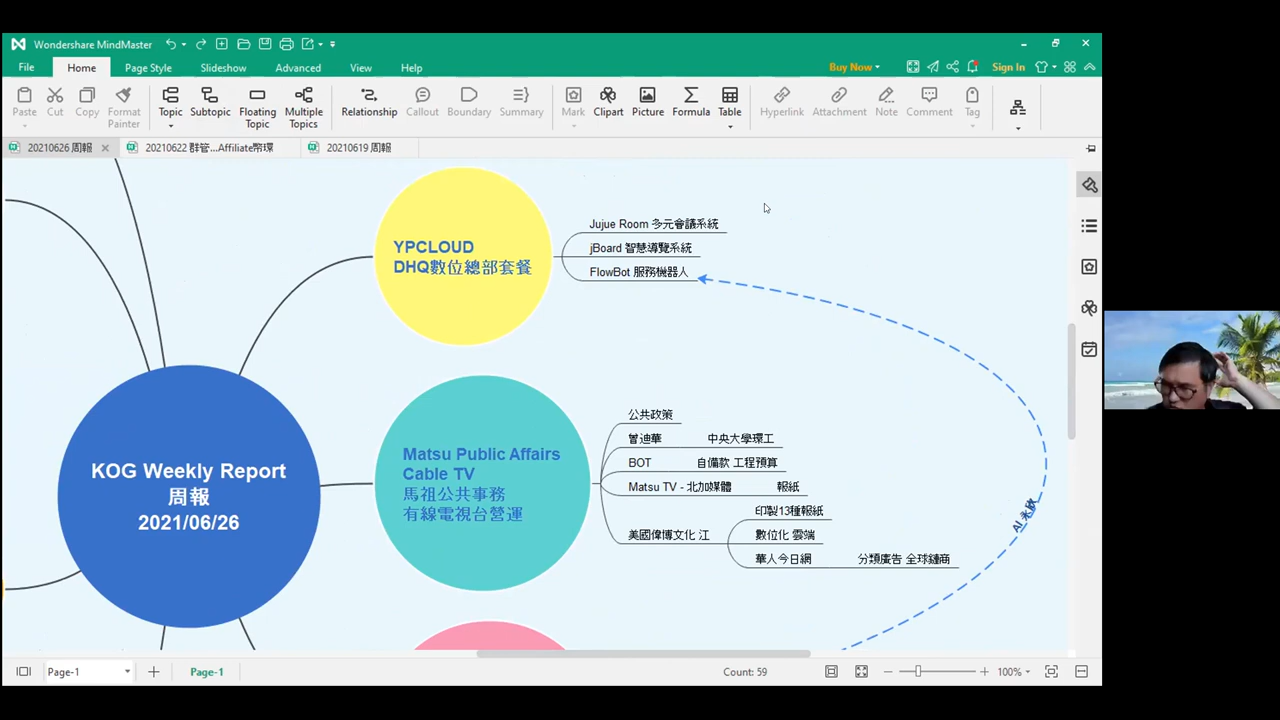 Wondershare MindMaster
File Home Page Style Slideshow Advanced View Help Buy Now Sign In
Paste Cut Copy Format Painter Topic Subtopic Floating Topic Multiple Topics Relationship Callout Boundary Summary Mark Clipart Picture Formula Table Hyperlink Attachment Note Comment Tag
20210626 周報 20210622 群管...Affiliate幣環 20210619 周報
YPCLOUD
DHQ數位總部套餐
Jujue Room 多元會議系統
jBoard 智慧導覽系統
FlowBot 服務機器人
KOG Weekly Report
周報
2021/06/26
Matsu Public Affairs
Cable TV
馬祖公共事務
有線電視台營運
公共政策
曾迪華 中央大學環工
BOT 自備款 工程預算
Matsu TV - 北加媒體 報紙
美國偉博文化 江
印製13種報紙
數位化 雲端
華人今日網 分類廣告 全球鏈商
Page-1 Page-1 Count: 59 100%